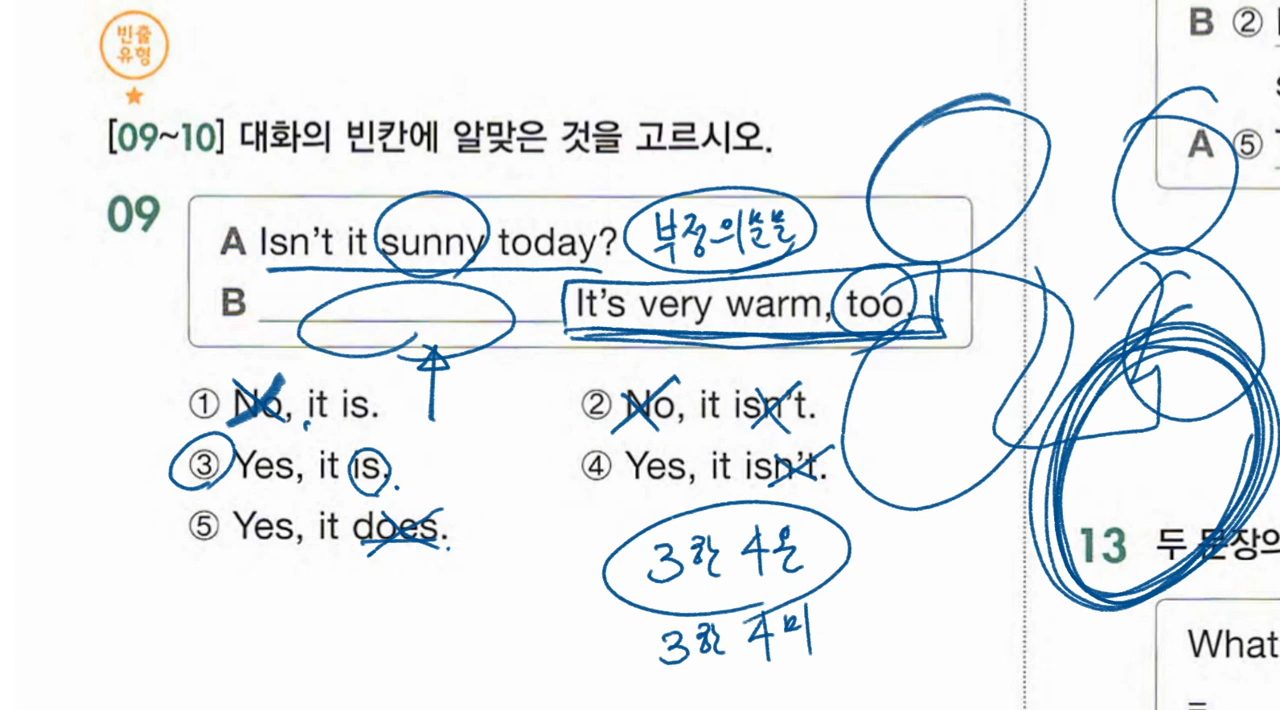 빈출
유형
[09~10] 대화의 빈칸에 알맞은 것을 고르시오.
09
A Isn't it sunny today? 부정의문문
B It's very warm, too.
① No, it is.
② No, it isn't.
③ Yes, it is.
④ Yes, it isn't.
⑤ Yes, it does.
3한 4온
3한 4미
B ②
A ⑤
13 두 문장의
What
=